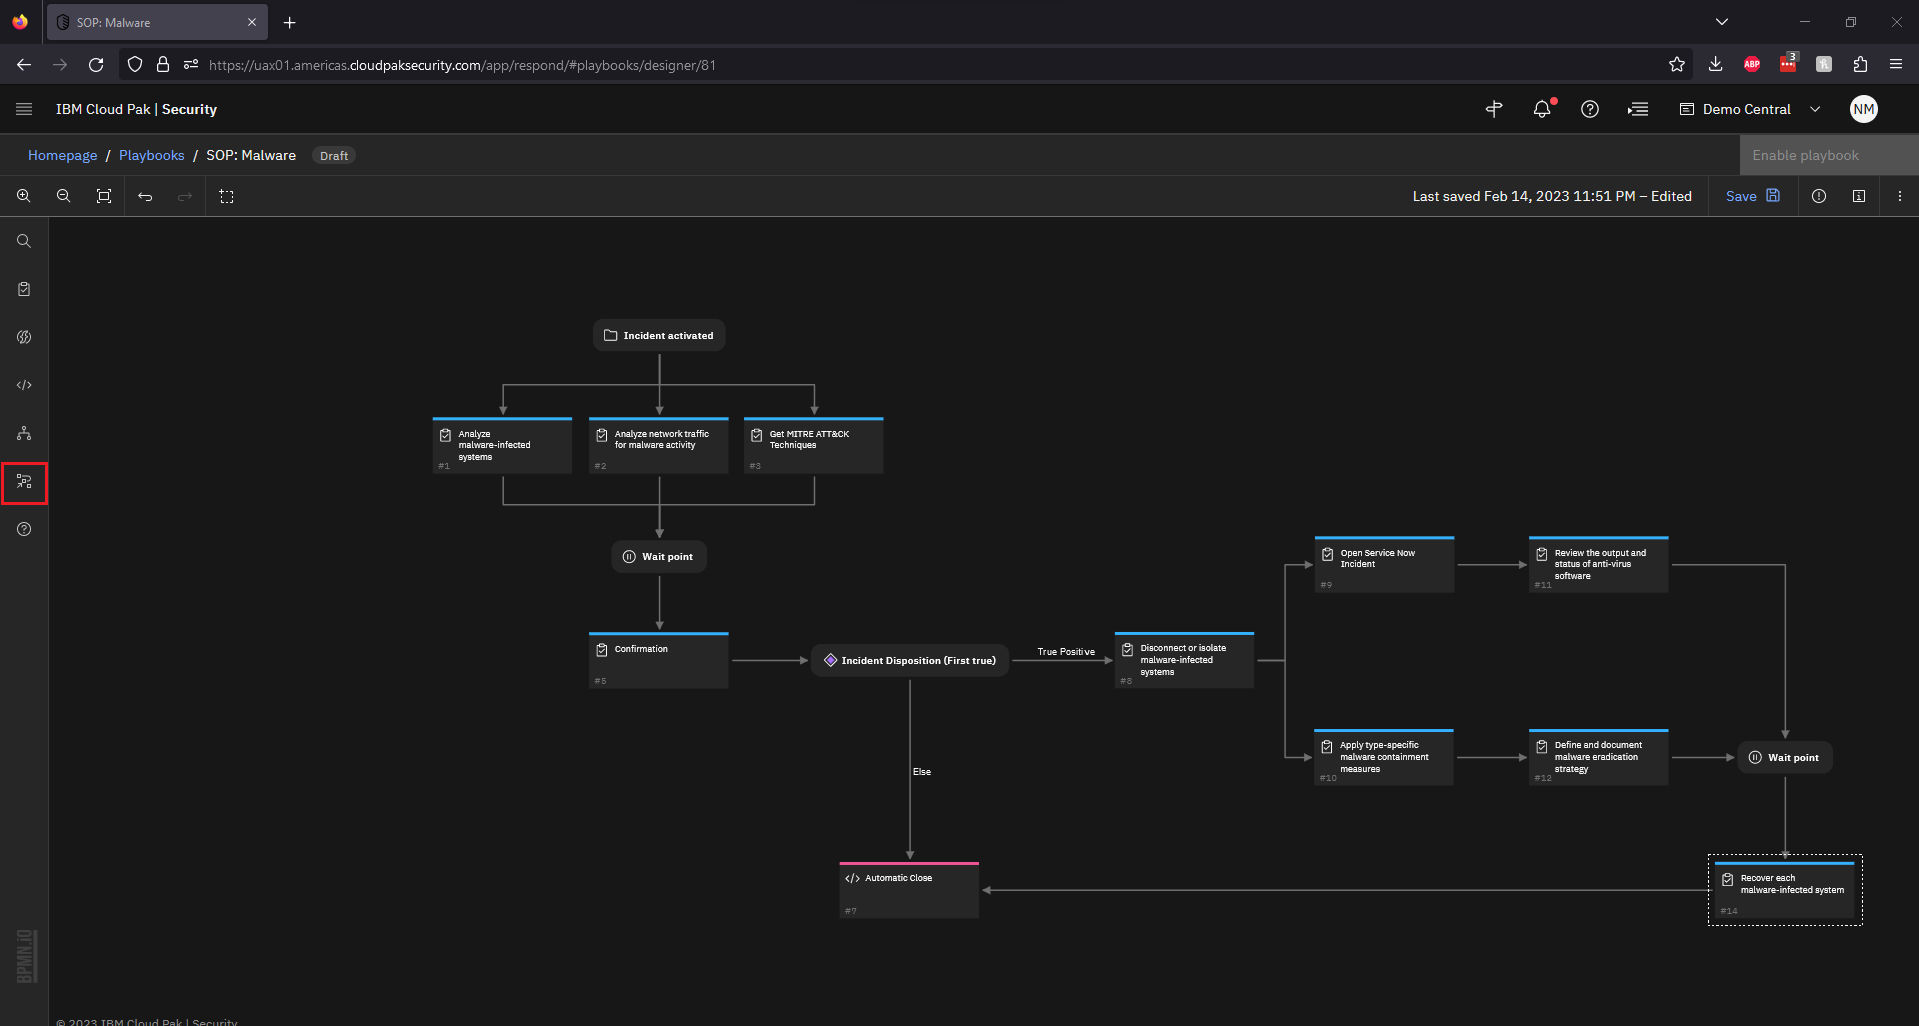 SOP: Malware
https://uax01.americas.cloudpaksecurity.com/app/respond/#playbooks/designer/81
ABP
3
IBM Cloud Pak | Security
Demo Central
NM
Homepage / Playbooks / SOP: Malware Draft
Enable playbook
Last saved Feb 14, 2023 11:51 PM – Edited
Save
Incident activated
Analyze
malware-infected
systems
#1
Analyze network traffic
for malware activity
#2
Get MITRE ATT&CK
Techniques
#3
Wait point
Confirmation
#5
Incident Disposition (First true)
True Positive
Disconnect or isolate
malware-infected
systems
#8
Open Service Now
Incident
#9
Review the output and
status of anti-virus
software
#11
Apply type-specific
malware containment
measures
#10
Define and document
malware eradication
strategy
#12
Wait point
Else
Automatic Close
#7
Recover each
malware-infected system
#14
BPMN.iO
© 2023 IBM Cloud Pak | Security